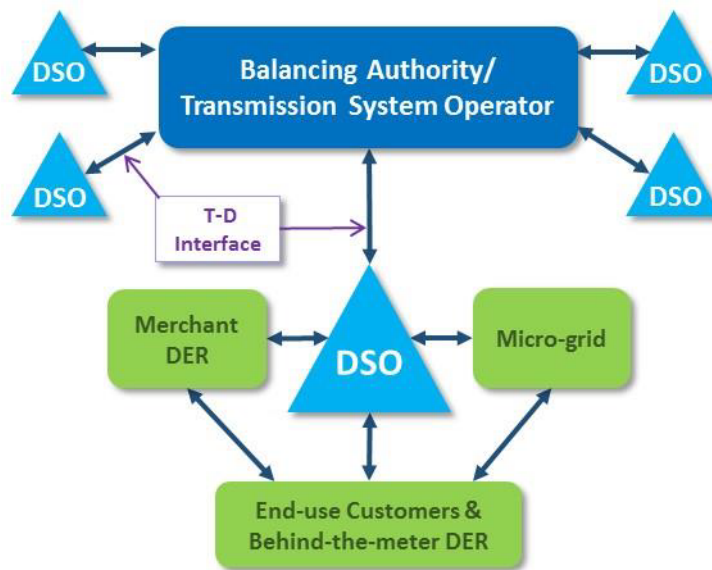 DSO
Balancing Authority/
Transmission System Operator
DSO
DSO
DSO
T-D
Interface
Merchant
DER
DSO
Micro-grid
End-use Customers &
Behind-the-meter DER